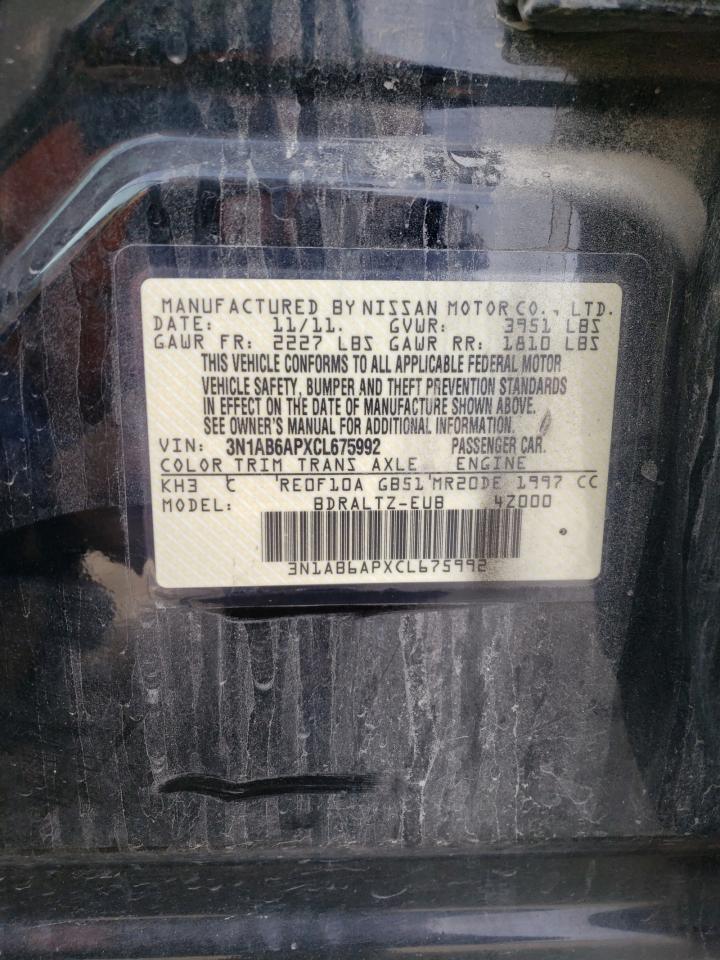 MANUFACTURED BY NISSAN MOTOR CO., LTD.
DATE: 11/11. GVWR: 3951 LBS
GAWR FR: 2227 LBS GAWR RR: 1810 LBS
THIS VEHICLE CONFORMS TO ALL APPLICABLE FEDERAL MOTOR
VEHICLE SAFETY, BUMPER AND THEFT PREVENTION STANDARDS
IN EFFECT ON THE DATE OF MANUFACTURE SHOWN ABOVE.
SEE OWNER'S MANUAL FOR ADDITIONAL INFORMATION.
VIN: 3N1AB6APXCL675992 PASSENGER CAR.
COLOR TRIM TRANS AXLE ENGINE
KH3 C RE0F10A GB51 MR20DE 1997 CC
MODEL: BDRALTZ-EUB 4Z000
3N1AB6APXCL675992